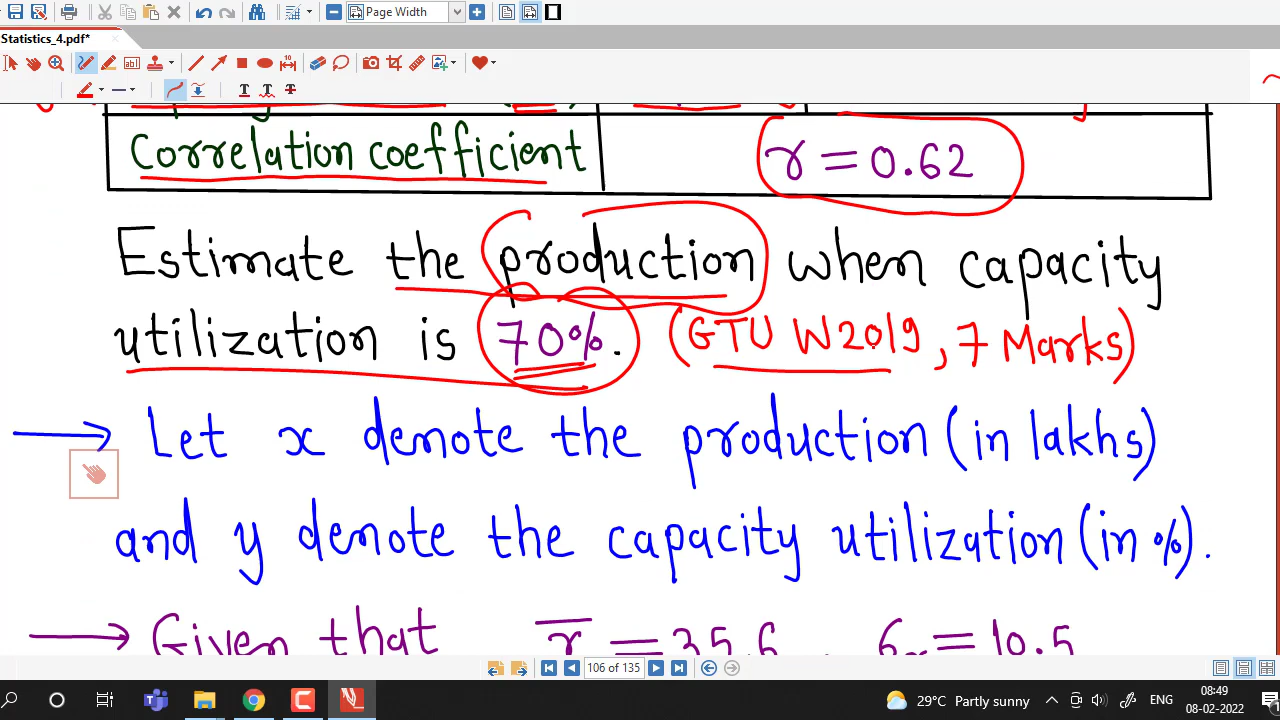 Page Width
Statistics_4.pdf*
Correlation coefficient r = 0.62
Estimate the production when capacity
utilization is 70%. (GTU W2019, 7 Marks)
→ Let x denote the production (in lakhs)
and y denote the capacity utilization (in %).
→ Given that x̄ = 35.6, σx = 10.5
106 of 135
29°C Partly sunny ENG 08:49
08-02-2022